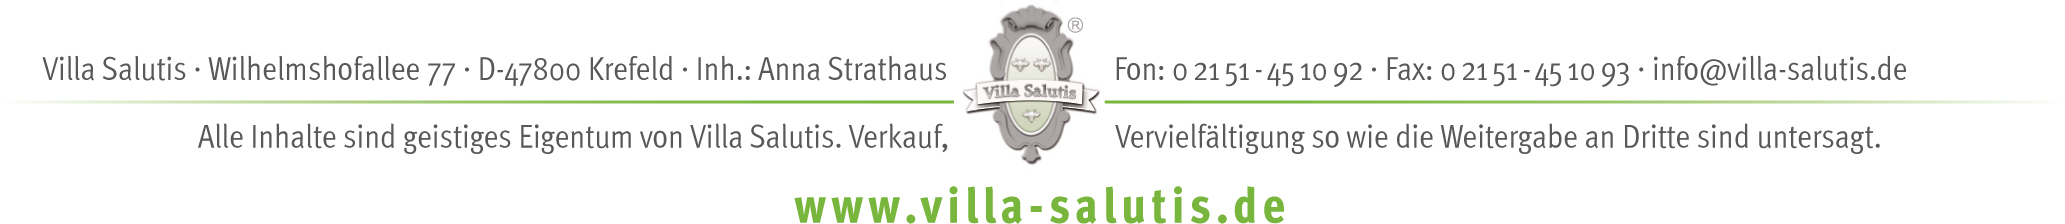 Villa Salutis · Wilhelmshofallee 77 · D-47800 Krefeld · Inh.: Anna Strathaus Fon: 0 21 51 - 45 10 92 · Fax: 0 21 51 - 45 10 93 · info@villa-salutis.de
®
Villa Salutis
Alle Inhalte sind geistiges Eigentum von Villa Salutis. Verkauf, Vervielfältigung so wie die Weitergabe an Dritte sind untersagt.
www.villa-salutis.de